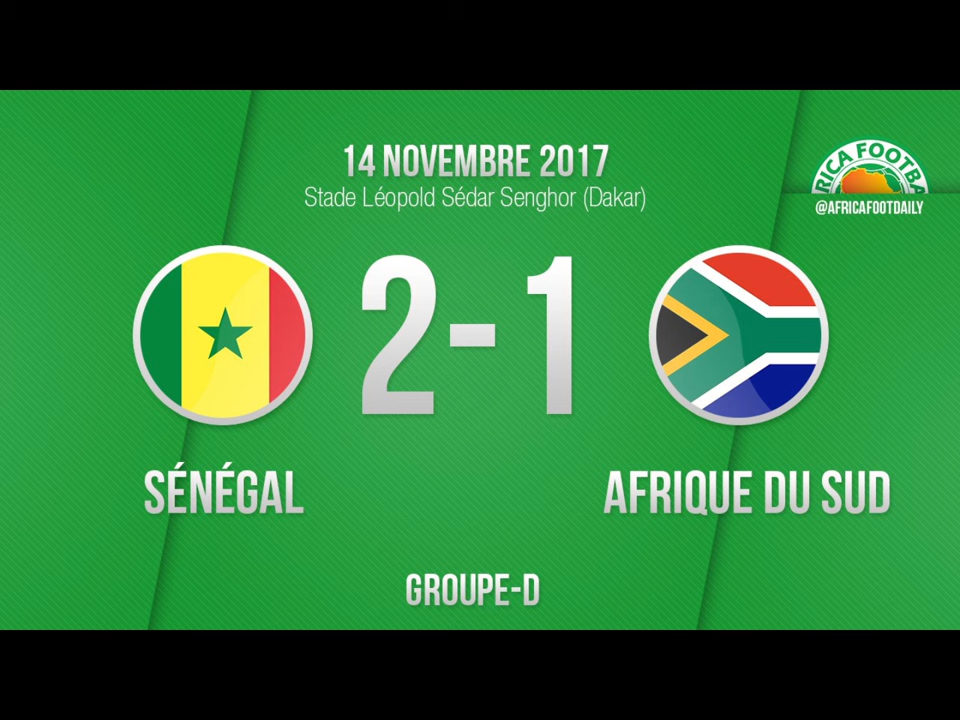 14 NOVEMBRE 2017
Stade Léopold Sédar Senghor (Dakar)
@AFRICAFOOTDAILY
2-1
SÉNÉGAL
AFRIQUE DU SUD
GROUPE-D